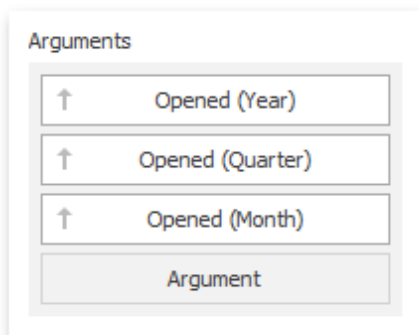 Arguments
Opened (Year)
Opened (Quarter)
Opened (Month)
Argument